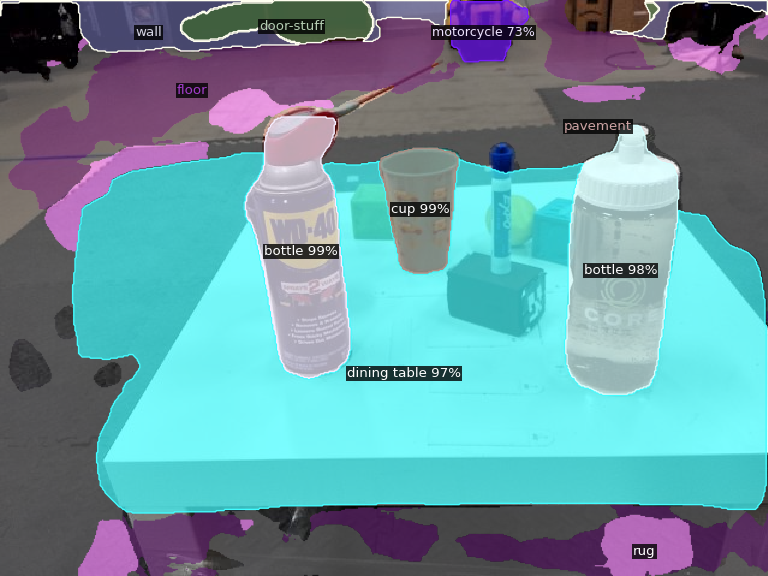 wall
door-stuff
motorcycle 73%
floor
pavement
cup 99%
WD-40
bottle 99%
bottle 98%
CORE
dining table 97%
rug